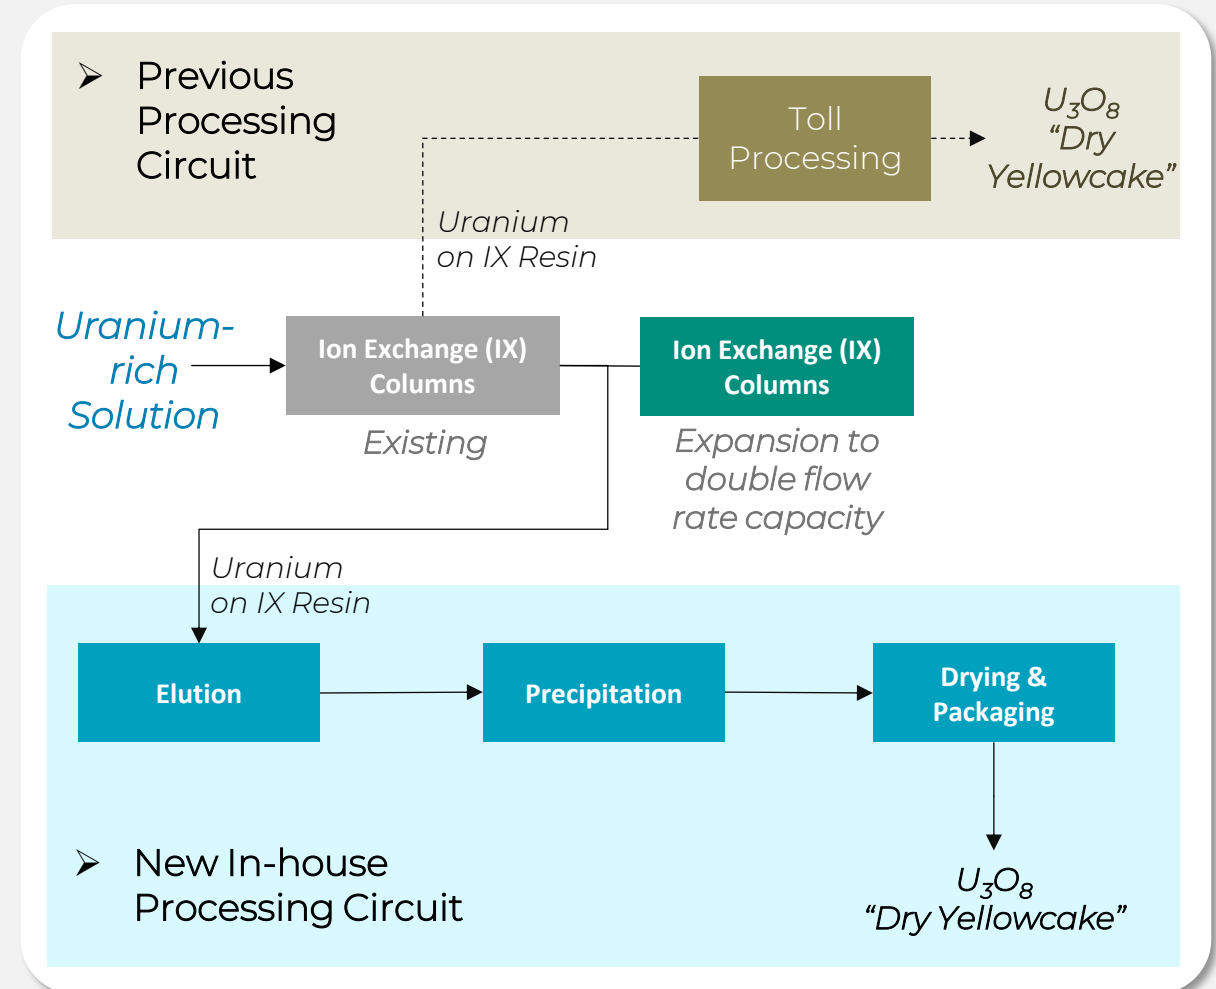 ➢ Previous
Processing
Circuit
Toll
Processing
U₃O₈
“Dry
Yellowcake”
Uranium
on IX Resin
Uranium-
rich
Solution
Ion Exchange (IX)
Columns
Existing
Ion Exchange (IX)
Columns
Expansion to
double flow
rate capacity
Uranium
on IX Resin
Elution
Precipitation
Drying &
Packaging
➢ New In-house
Processing Circuit
U₃O₈
“Dry Yellowcake”